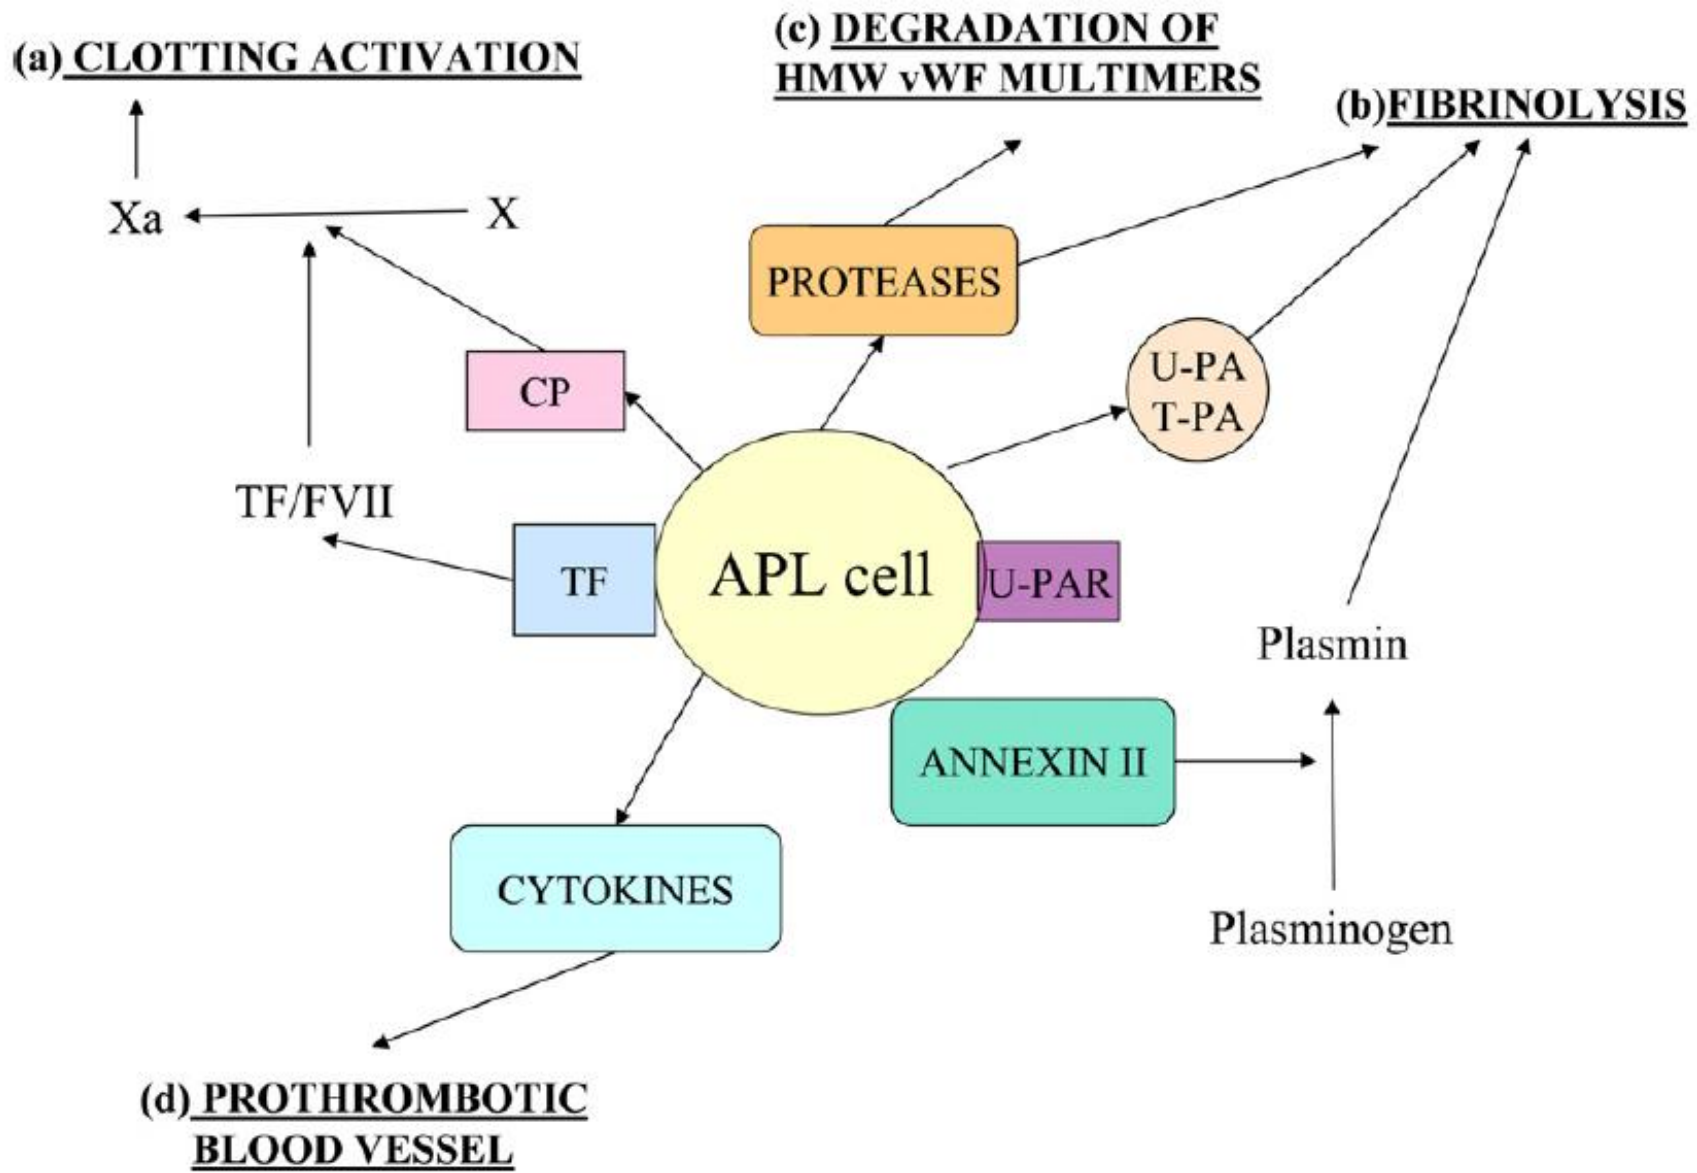 (a) CLOTTING ACTIVATION
(c) DEGRADATION OF
HMW vWF MULTIMERS
(b)FIBRINOLYSIS
Xa
X
PROTEASES
CP
U-PA
T-PA
TF/FVII
TF
APL cell
U-PAR
Plasmin
ANNEXIN II
CYTOKINES
Plasminogen
(d) PROTHROMBOTIC
BLOOD VESSEL